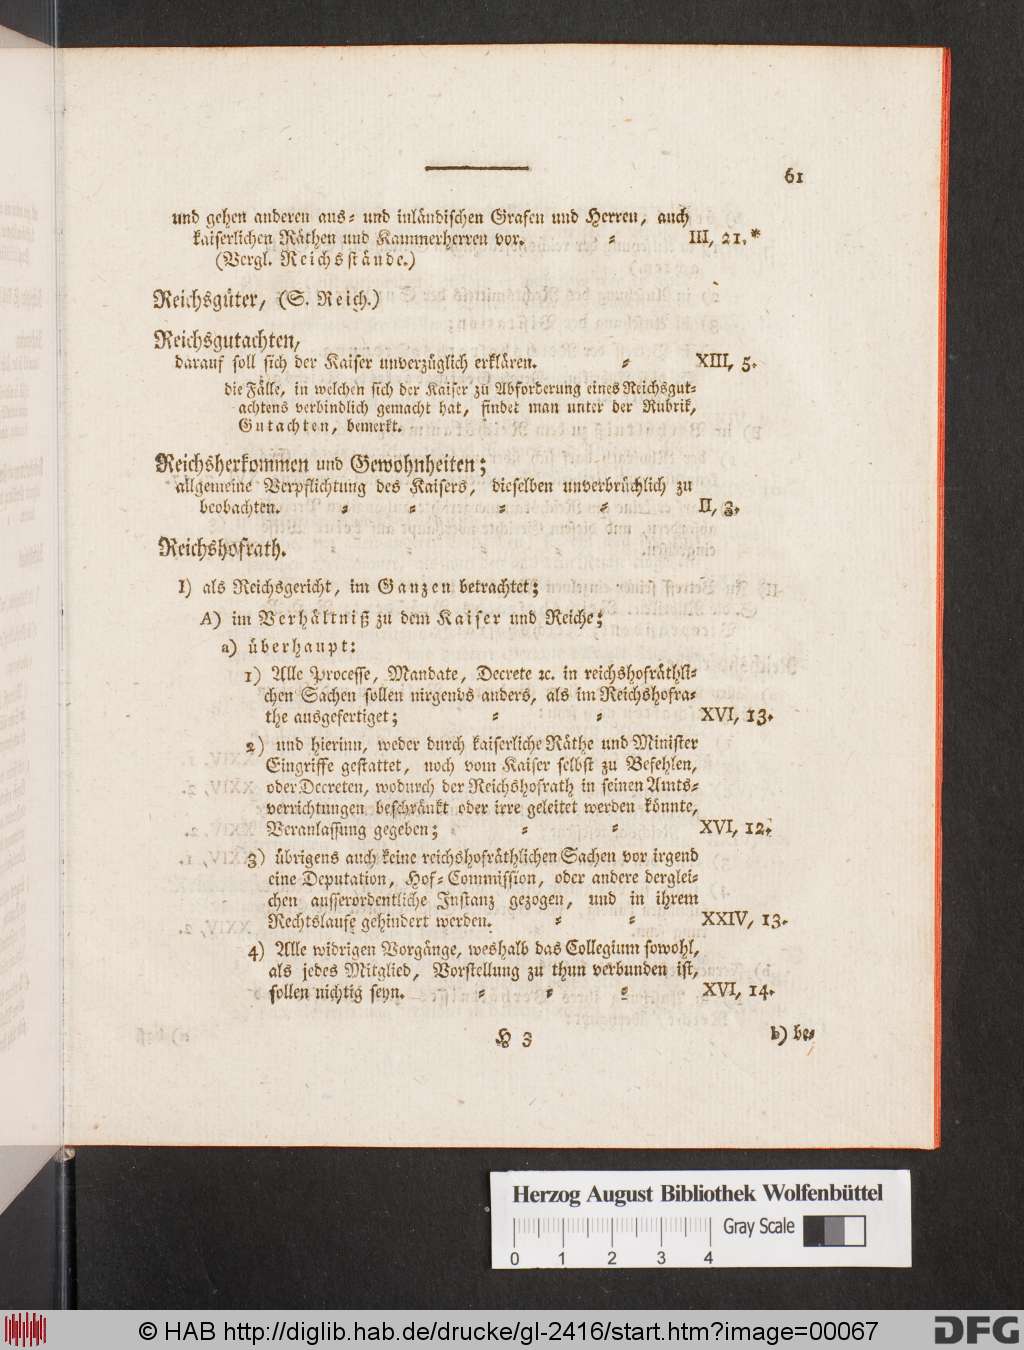 61
und gehen anderen aus- und inländischen Grafen und Herren, auch
kaiserlichen Räthen und Kammerherren vor. - III, 21.*
(Vergl. Reichsstände.)
Reichsgüter, (S. Reich.)
Reichsgutachten,
darauf soll sich der Kaiser unverzüglich erklären. - XIII, 5.
die Fälle, in welchen sich der Kaiser zu Abforderung eines Reichsgut-
achtens verbindlich gemacht hat, findet man unter der Rubrik,
Gutachten, bemerkt.
Reichsherkommen und Gewohnheiten;
allgemeine Verpflichtung des Kaisers, dieselben unverbrüchlich zu
beobachten. - - - - II, 3.
Reichshofrath.
I) als Reichsgericht, im Ganzen betrachtet;
A) im Verhältniß zu dem Kaiser und Reiche;
a) überhaupt:
1) Alle Processe, Mandate, Decrete ꝛc. in reichshofräthli-
chen Sachen sollen nirgends anders, als im Reichshofra-
the ausgefertiget; - - XVI, 13.
2) und hierinn, weder durch kaiserliche Räthe und Minister
Eingriffe gestattet, noch vom Kaiser selbst zu Befehlen,
oder Decreten, wodurch der Reichshofrath in seinen Amts-
verrichtungen beschränkt oder irre geleitet werden könnte,
Veranlassung gegeben; - - XVI, 12.
3) übrigens auch keine reichshofräthlichen Sachen vor irgend
eine Deputation, Hof-Commission, oder andere derglei-
chen ausserordentliche Instanz gezogen, und in ihrem
Rechtslaufe gehindert werden. - - XXIV, 13.
4) Alle widrigen Vorgänge, weshalb das Collegium sowohl,
als jedes Mitglied, Vorstellung zu thun verbunden ist,
sollen nichtig seyn. - - - XVI, 14.
H 3 b) be-
Herzog August Bibliothek Wolfenbüttel
Gray Scale
0 1 2 3 4
© HAB http://diglib.hab.de/drucke/gl-2416/start.htm?image=00067
DFG